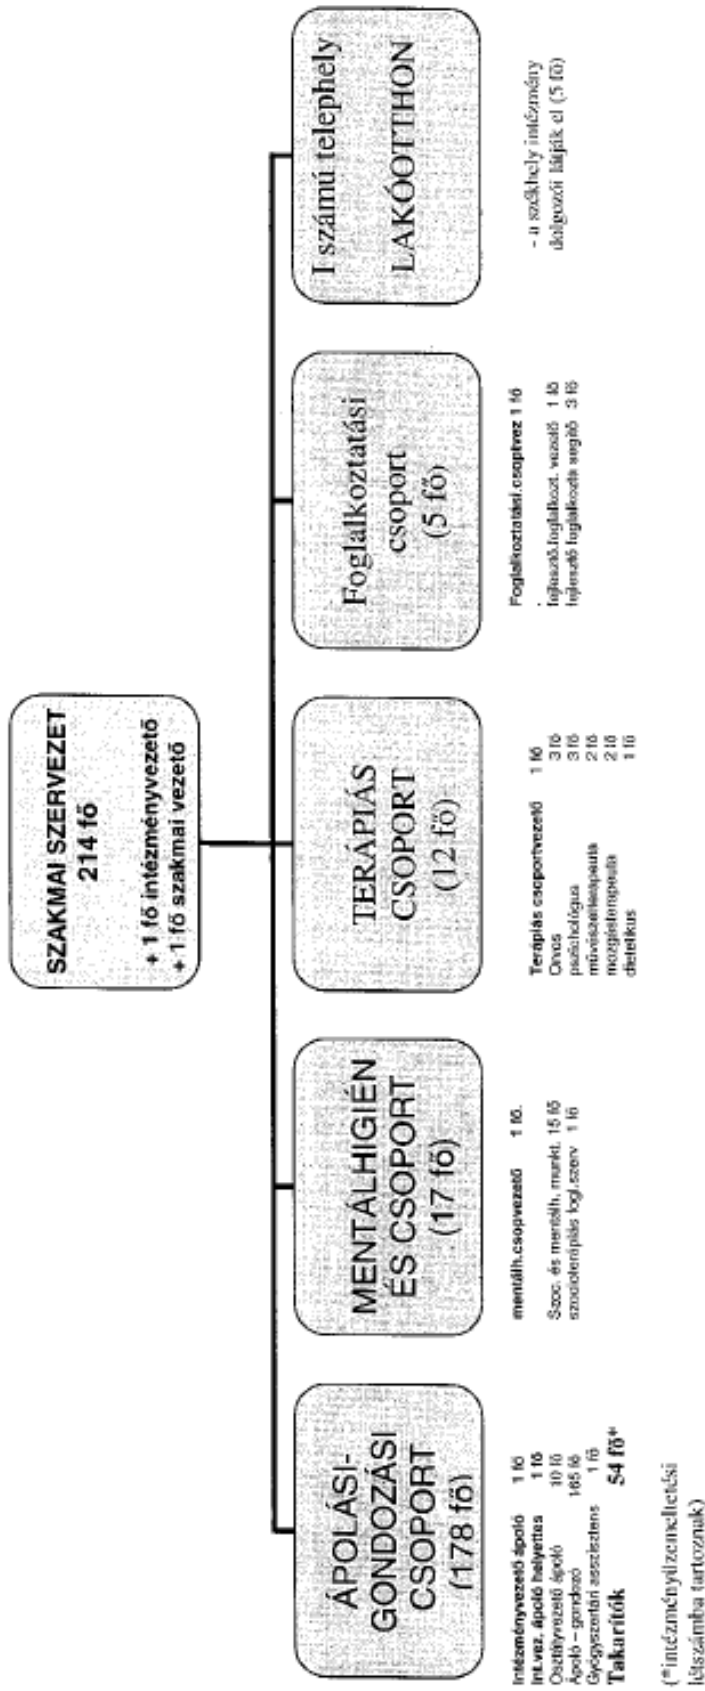 SZAKMAI SZERVEZET
214 fő
+ 1 fő intézményvezető
+ 1 fő szakmai vezető
ÁPOLÁSI-
GONDOZÁSI
CSOPORT
(178 fő)
Intézményvezető ápoló 1 fő
Int.vez. ápoló helyettes 1 fő
Osztályvezető ápoló 10 fő
Ápoló – gondozó 165 fő
Gyógyszertári asszisztens 1 fő
Takarítók 54 fő*
(*intézményüzemeltetési
létszámba tartoznak)
MENTÁLHIGIÉN
ÉS CSOPORT
(17 fő)
mentálh.csopvezető 1 fő.
Szoc. és mentálh. munkt. 15 fő
szocioterápiás fogl.szerv 1 fő
TERÁPIÁS
CSOPORT
(12 fő)
Terápiás csoportvezető 1 fő
Orvos 3 fő
pszichológus 3 fő
művészetterapeuta 2 fő
mozgásterapeuta 2 fő
dietetikus 1 fő
Foglalkoztatási
csoport
(5 fő)
Foglalkoztatási.csoptvez 1 fő
fejlesztő.foglalkozt. vezető 1 fő
fejlesztő foglalkozta segítő 3 fő
I számú telephely
LAKÓOTTHON
- a székhely intézmény
dolgozói látják el (5 fő)